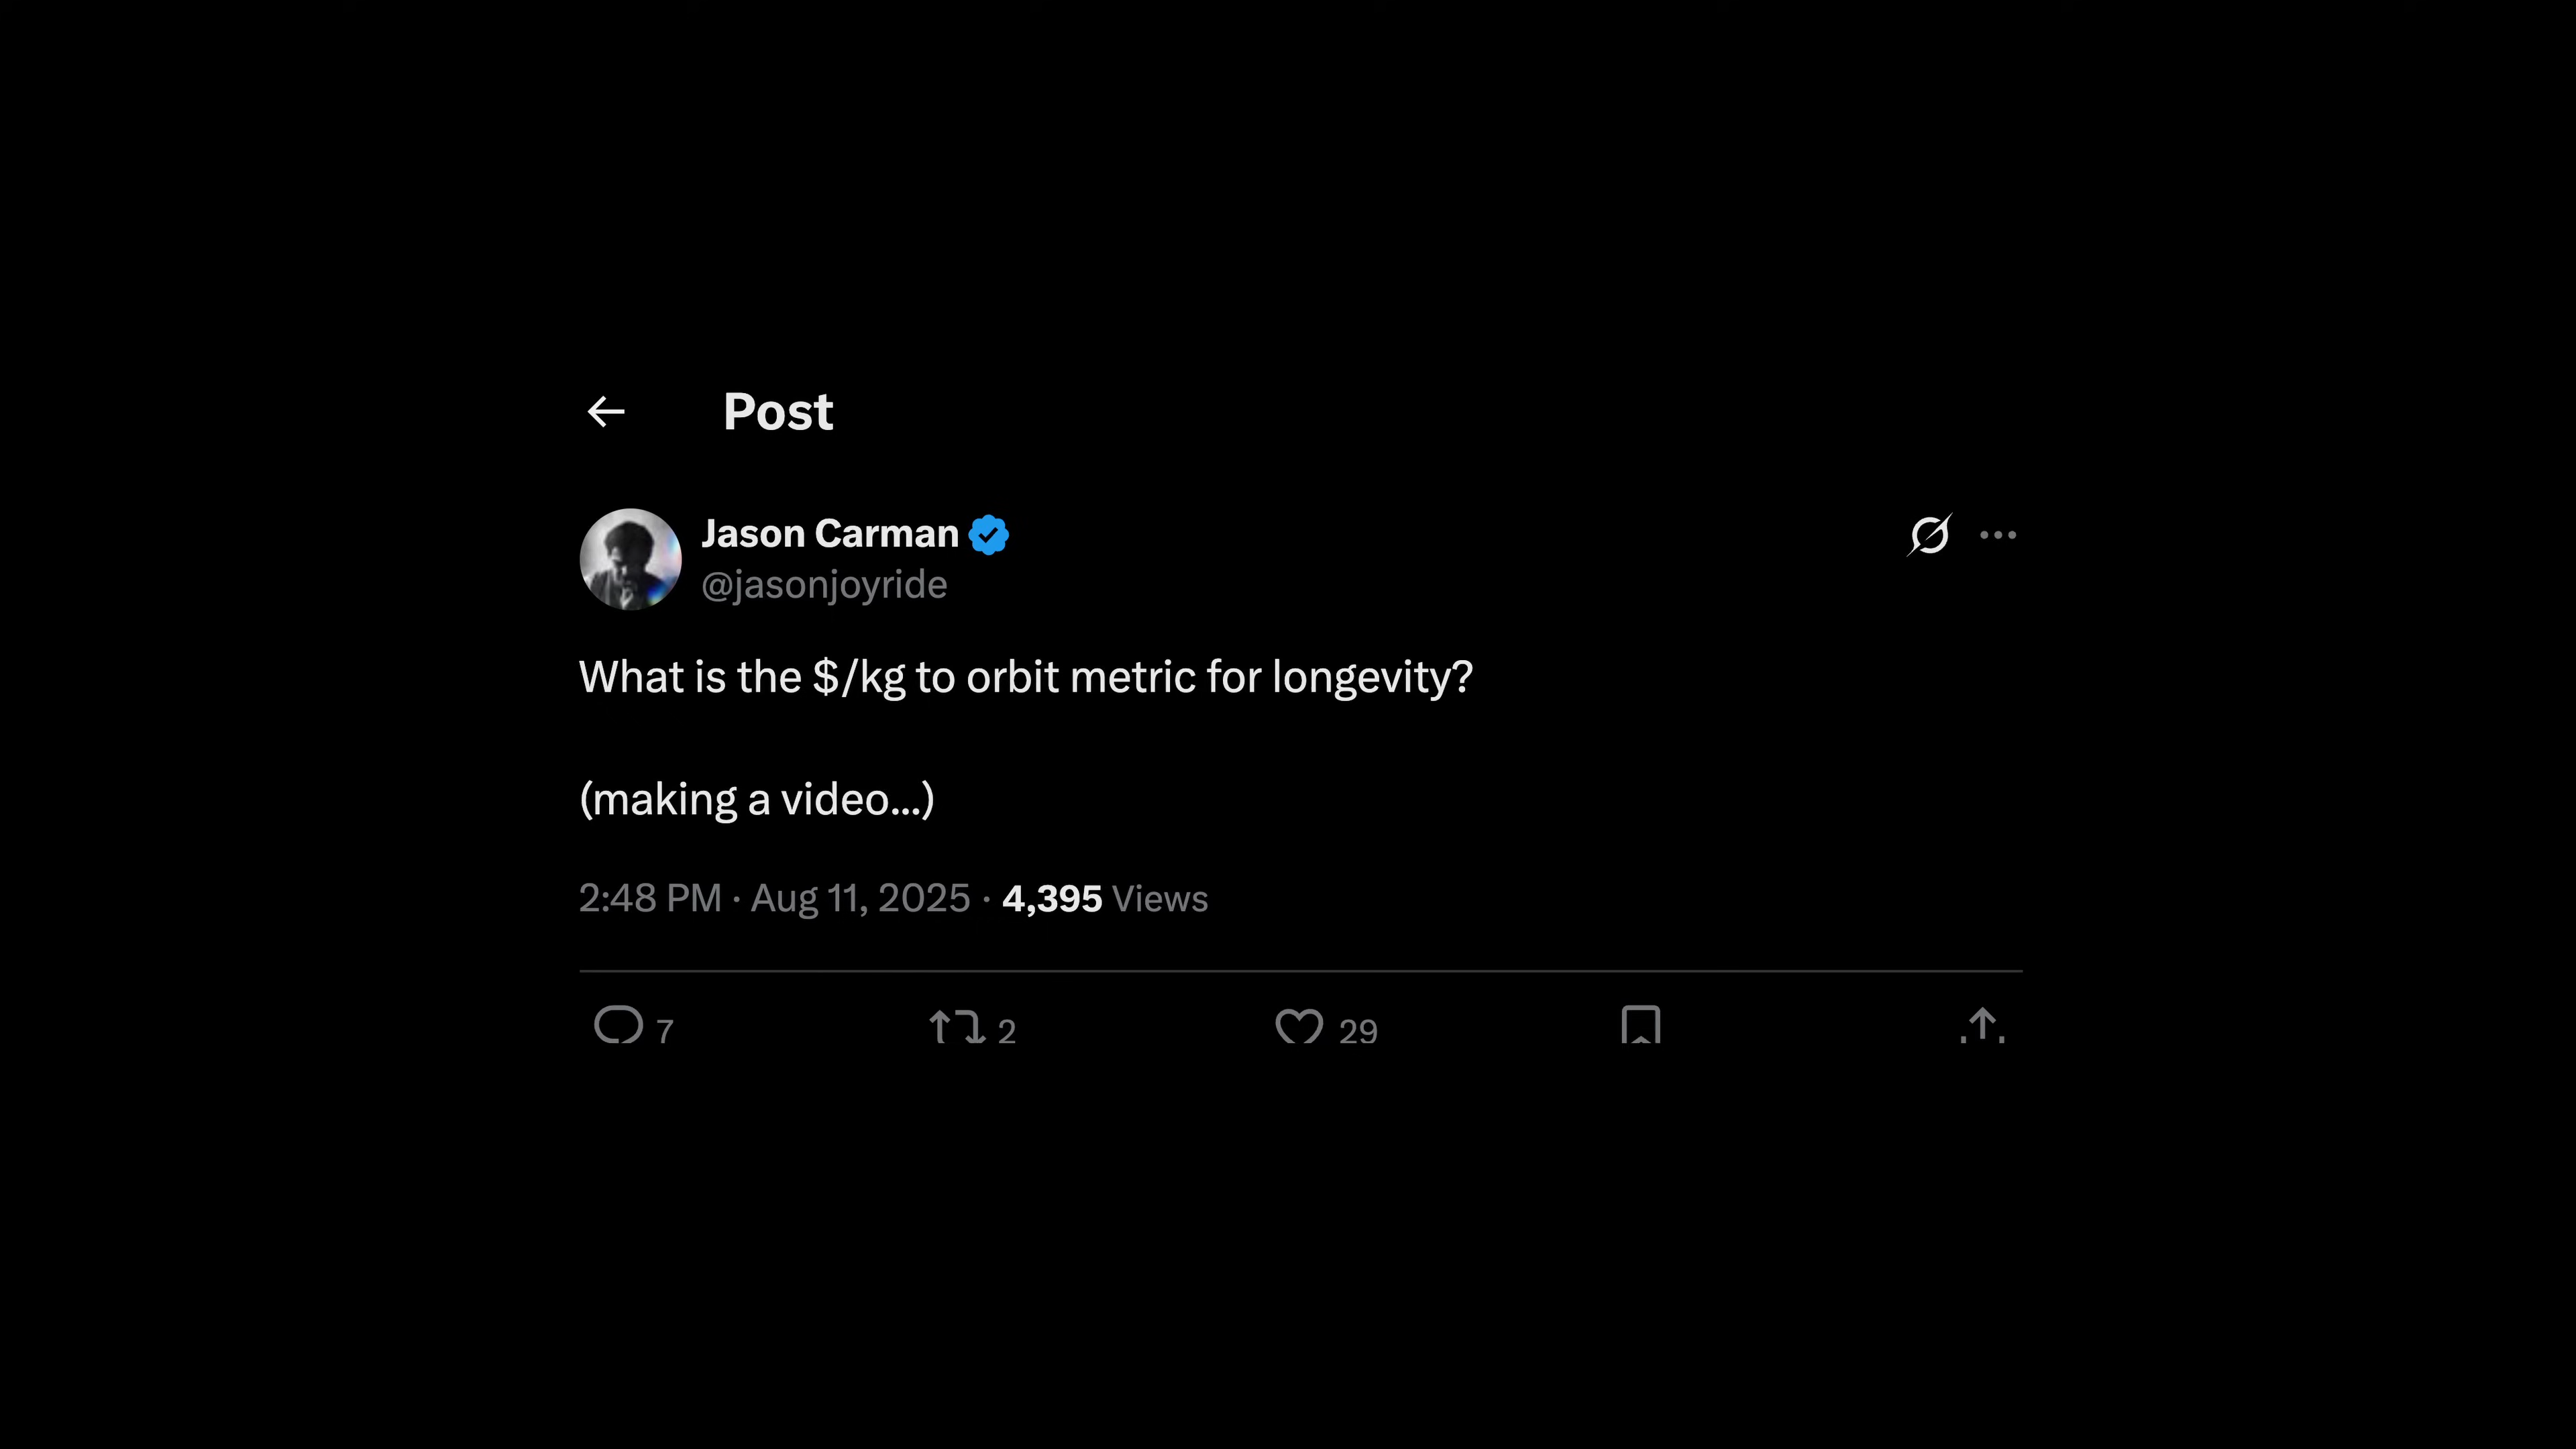 Post
Jason Carman
@jasonjoyride
What is the $/kg to orbit metric for longevity?
(making a video...)
2:48 PM · Aug 11, 2025 · 4,395 Views
7 2 29